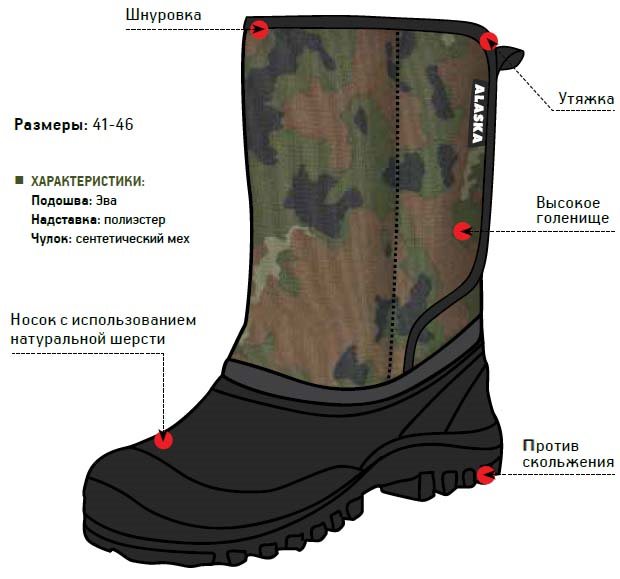 Шнуровка
Утяжка
ALASKA
Размеры: 41-46
ХАРАКТЕРИСТИКИ:
Подошва: Эва
Надставка: полиэстер
Чулок: сентетический мех
Высокое
голенище
Носок с использованием
натуральной шерсти
Против
скольжения